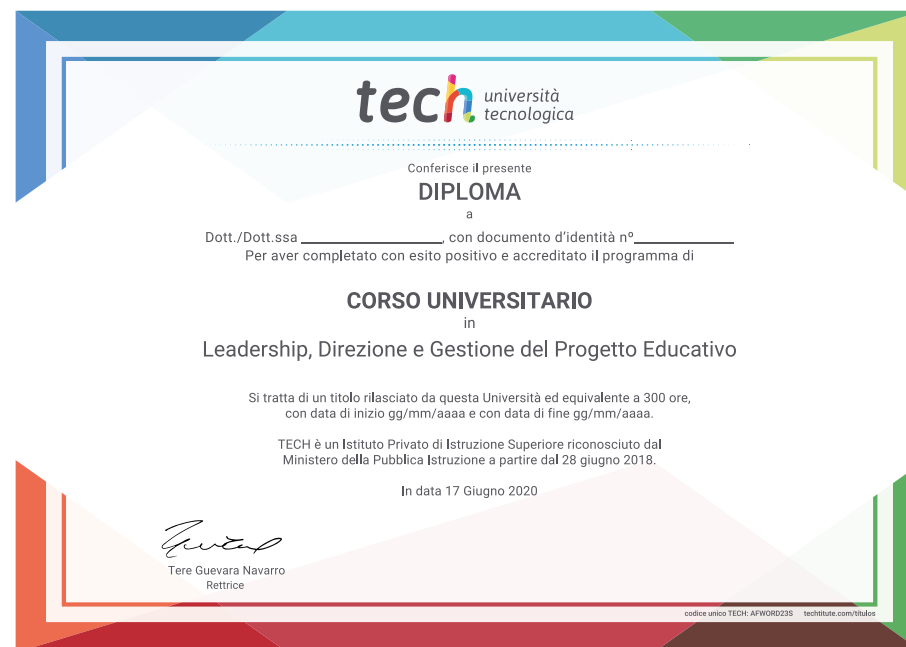 tech università
tecnologica
Conferisce il presente
DIPLOMA
a
Dott./Dott.ssa _________________, con documento d'identità nº____________
Per aver completato con esito positivo e accreditato il programma di
CORSO UNIVERSITARIO
in
Leadership, Direzione e Gestione del Progetto Educativo
Si tratta di un titolo rilasciato da questa Università ed equivalente a 300 ore,
con data di inizio gg/mm/aaaa e con data di fine gg/mm/aaaa.
TECH è un Istituto Privato di Istruzione Superiore riconosciuto dal
Ministero della Pubblica Istruzione a partire dal 28 giugno 2018.
In data 17 Giugno 2020
Tere Guevara Navarro
Rettrice
codice unico TECH: AFWORD23S techtitute.com/titulos